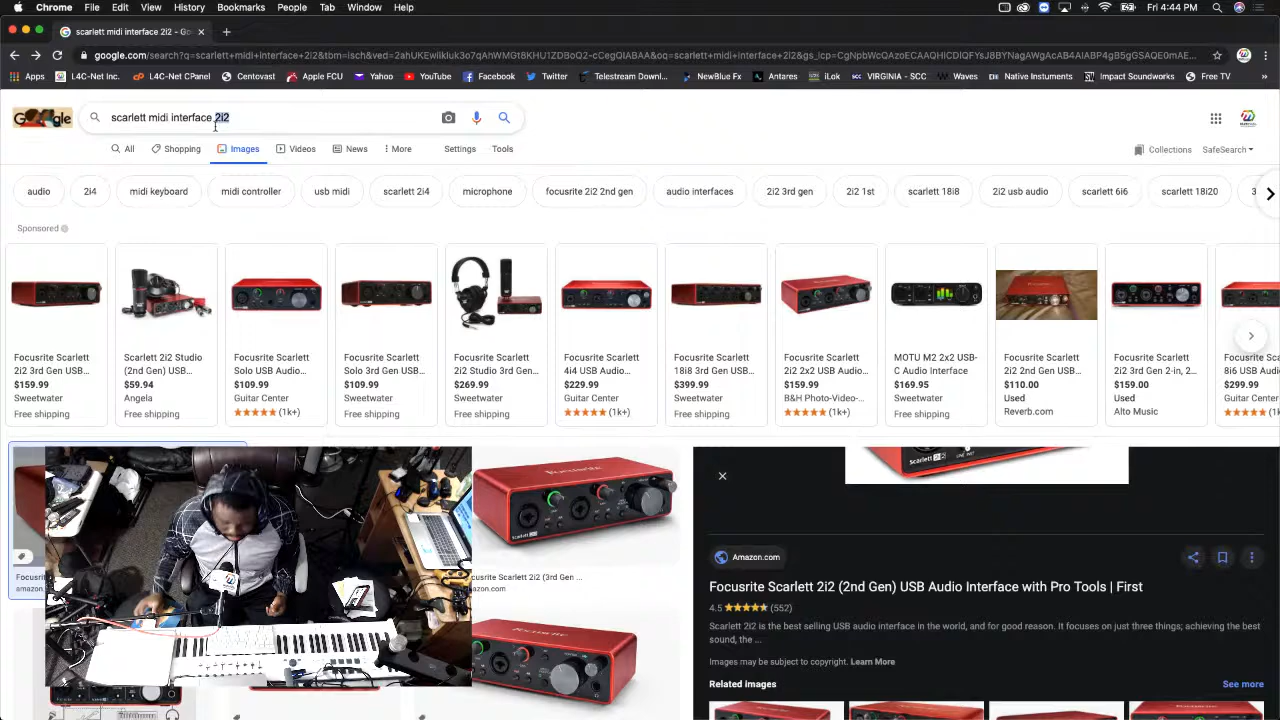 Chrome File Edit View History Bookmarks People Tab Window Help
Fri 4:44 PM
scarlett midi interface 2i2 - Go
Apps L4C-Net Inc. L4C-Net CPanel Centovast Apple FCU Yahoo YouTube Facebook Twitter Telestream Downl... NewBlue Fx Antares iLok VIRGINIA - SCC Waves Native Instuments Impact Soundworks Free TV
scarlett midi interface 2i2
All Shopping Images Videos News More Settings Tools
Collections SafeSearch
audio 2i4 midi keyboard midi controller usb midi scarlett 2i4 microphone focusrite 2i2 2nd gen audio interfaces 2i2 3rd gen 2i2 1st scarlett 18i8 2i2 usb audio scarlett 6i6 scarlett 18i20 3
Sponsored
Focusrite Scarlett
2i2 3rd Gen USB...
$159.99
Sweetwater
Free shipping
Scarlett 2i2 Studio
(2nd Gen) USB...
$59.94
Angela
Free shipping
Focusrite Scarlett
Solo USB Audio...
$109.99
Guitar Center
(1k+)
Focusrite Scarlett
Solo 3rd Gen USB...
$109.99
Sweetwater
Free shipping
Focusrite Scarlett
2i2 Studio 3rd Gen...
$269.99
Sweetwater
Free shipping
Focusrite Scarlett
4i4 USB Audio...
$229.99
Guitar Center
(1k+)
Focusrite Scarlett
18i8 3rd Gen USB...
$399.99
Sweetwater
Free shipping
Focusrite Scarlett
2i2 2x2 USB Audio...
$159.99
B&H Photo-Video-...
(1k+)
MOTU M2 2x2 USB-
C Audio Interface
$169.95
Sweetwater
Free shipping
Focusrite Scarlett
2i2 2nd Gen USB...
$110.00
Used
Reverb.com
Focusrite Scarlett
2i2 3rd Gen 2-in, 2...
$159.00
Used
Alto Music
Focusrite Sca
8i6 USB Audi
$299.99
Guitar Center
(1k
Focusrit
amazon.
cusrite Scarlett 2i2 (3rd Gen ...
azon.com
Amazon.com
Focusrite Scarlett 2i2 (2nd Gen) USB Audio Interface with Pro Tools | First
4.5 (552)
Scarlett 2i2 is the best selling USB audio interface in the world, and for good reason. It focuses on just three things; achieving the best
sound, the ...
Images may be subject to copyright. Learn More
Related images
See more